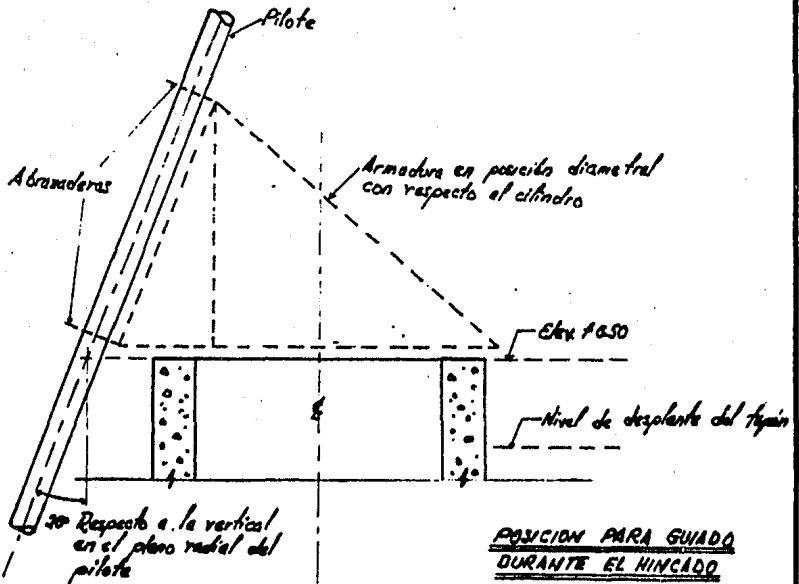 Pilote
Abrazaderas
Armadura en posición diametral
con respecto al cilindro
Elev. +6.50
Nivel de desplante del tapón
20° Respecto a la vertical
en el plano radial del
pilote
POSICION PARA GUIADO
DURANTE EL HINCADO